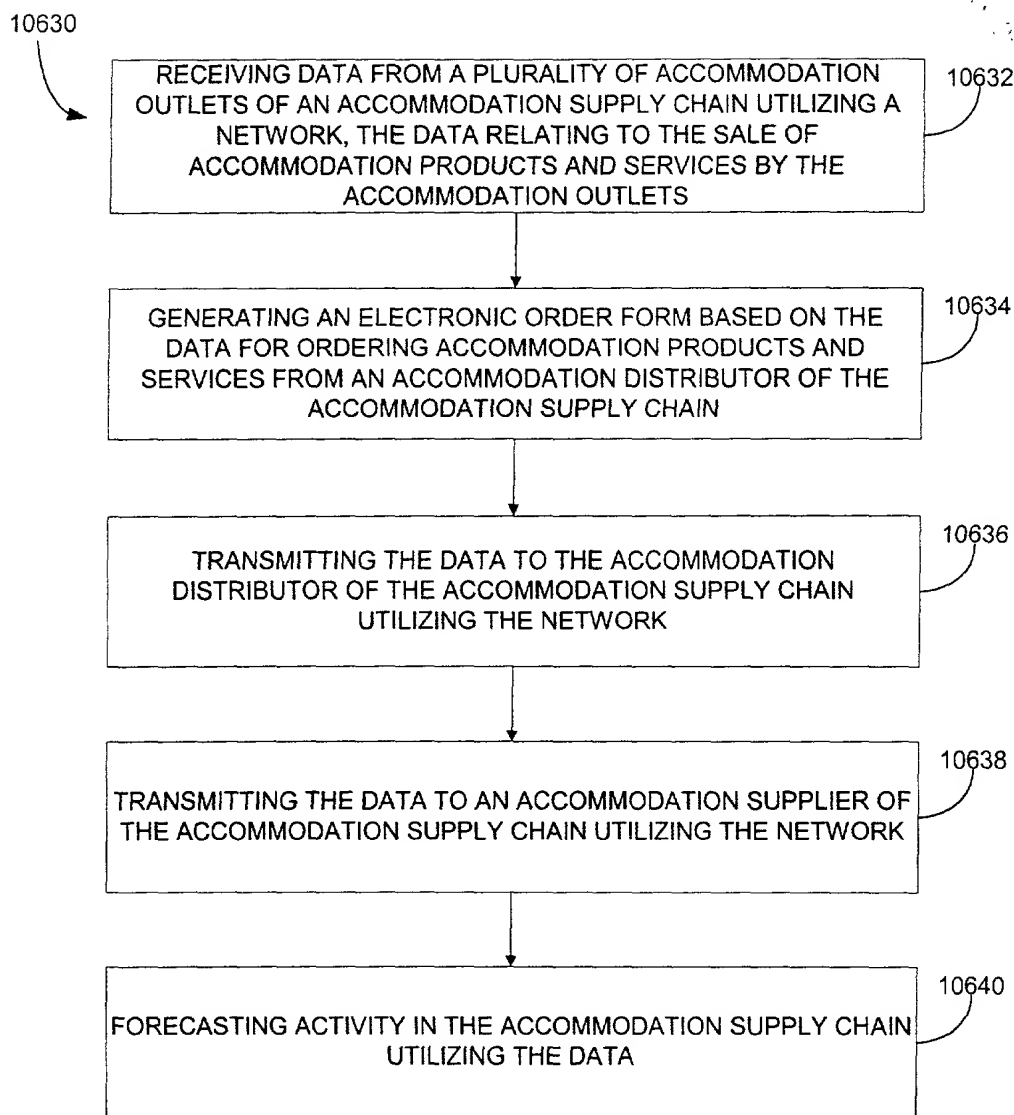 10630
RECEIVING DATA FROM A PLURALITY OF ACCOMMODATION
OUTLETS OF AN ACCOMMODATION SUPPLY CHAIN UTILIZING A
NETWORK, THE DATA RELATING TO THE SALE OF
ACCOMMODATION PRODUCTS AND SERVICES BY THE
ACCOMMODATION OUTLETS
10632
GENERATING AN ELECTRONIC ORDER FORM BASED ON THE
DATA FOR ORDERING ACCOMMODATION PRODUCTS AND
SERVICES FROM AN ACCOMMODATION DISTRIBUTOR OF THE
ACCOMMODATION SUPPLY CHAIN
10634
TRANSMITTING THE DATA TO THE ACCOMMODATION
DISTRIBUTOR OF THE ACCOMMODATION SUPPLY CHAIN
UTILIZING THE NETWORK
10636
TRANSMITTING THE DATA TO AN ACCOMMODATION SUPPLIER OF
THE ACCOMMODATION SUPPLY CHAIN UTILIZING THE NETWORK
10638
FORECASTING ACTIVITY IN THE ACCOMMODATION SUPPLY CHAIN
UTILIZING THE DATA
10640